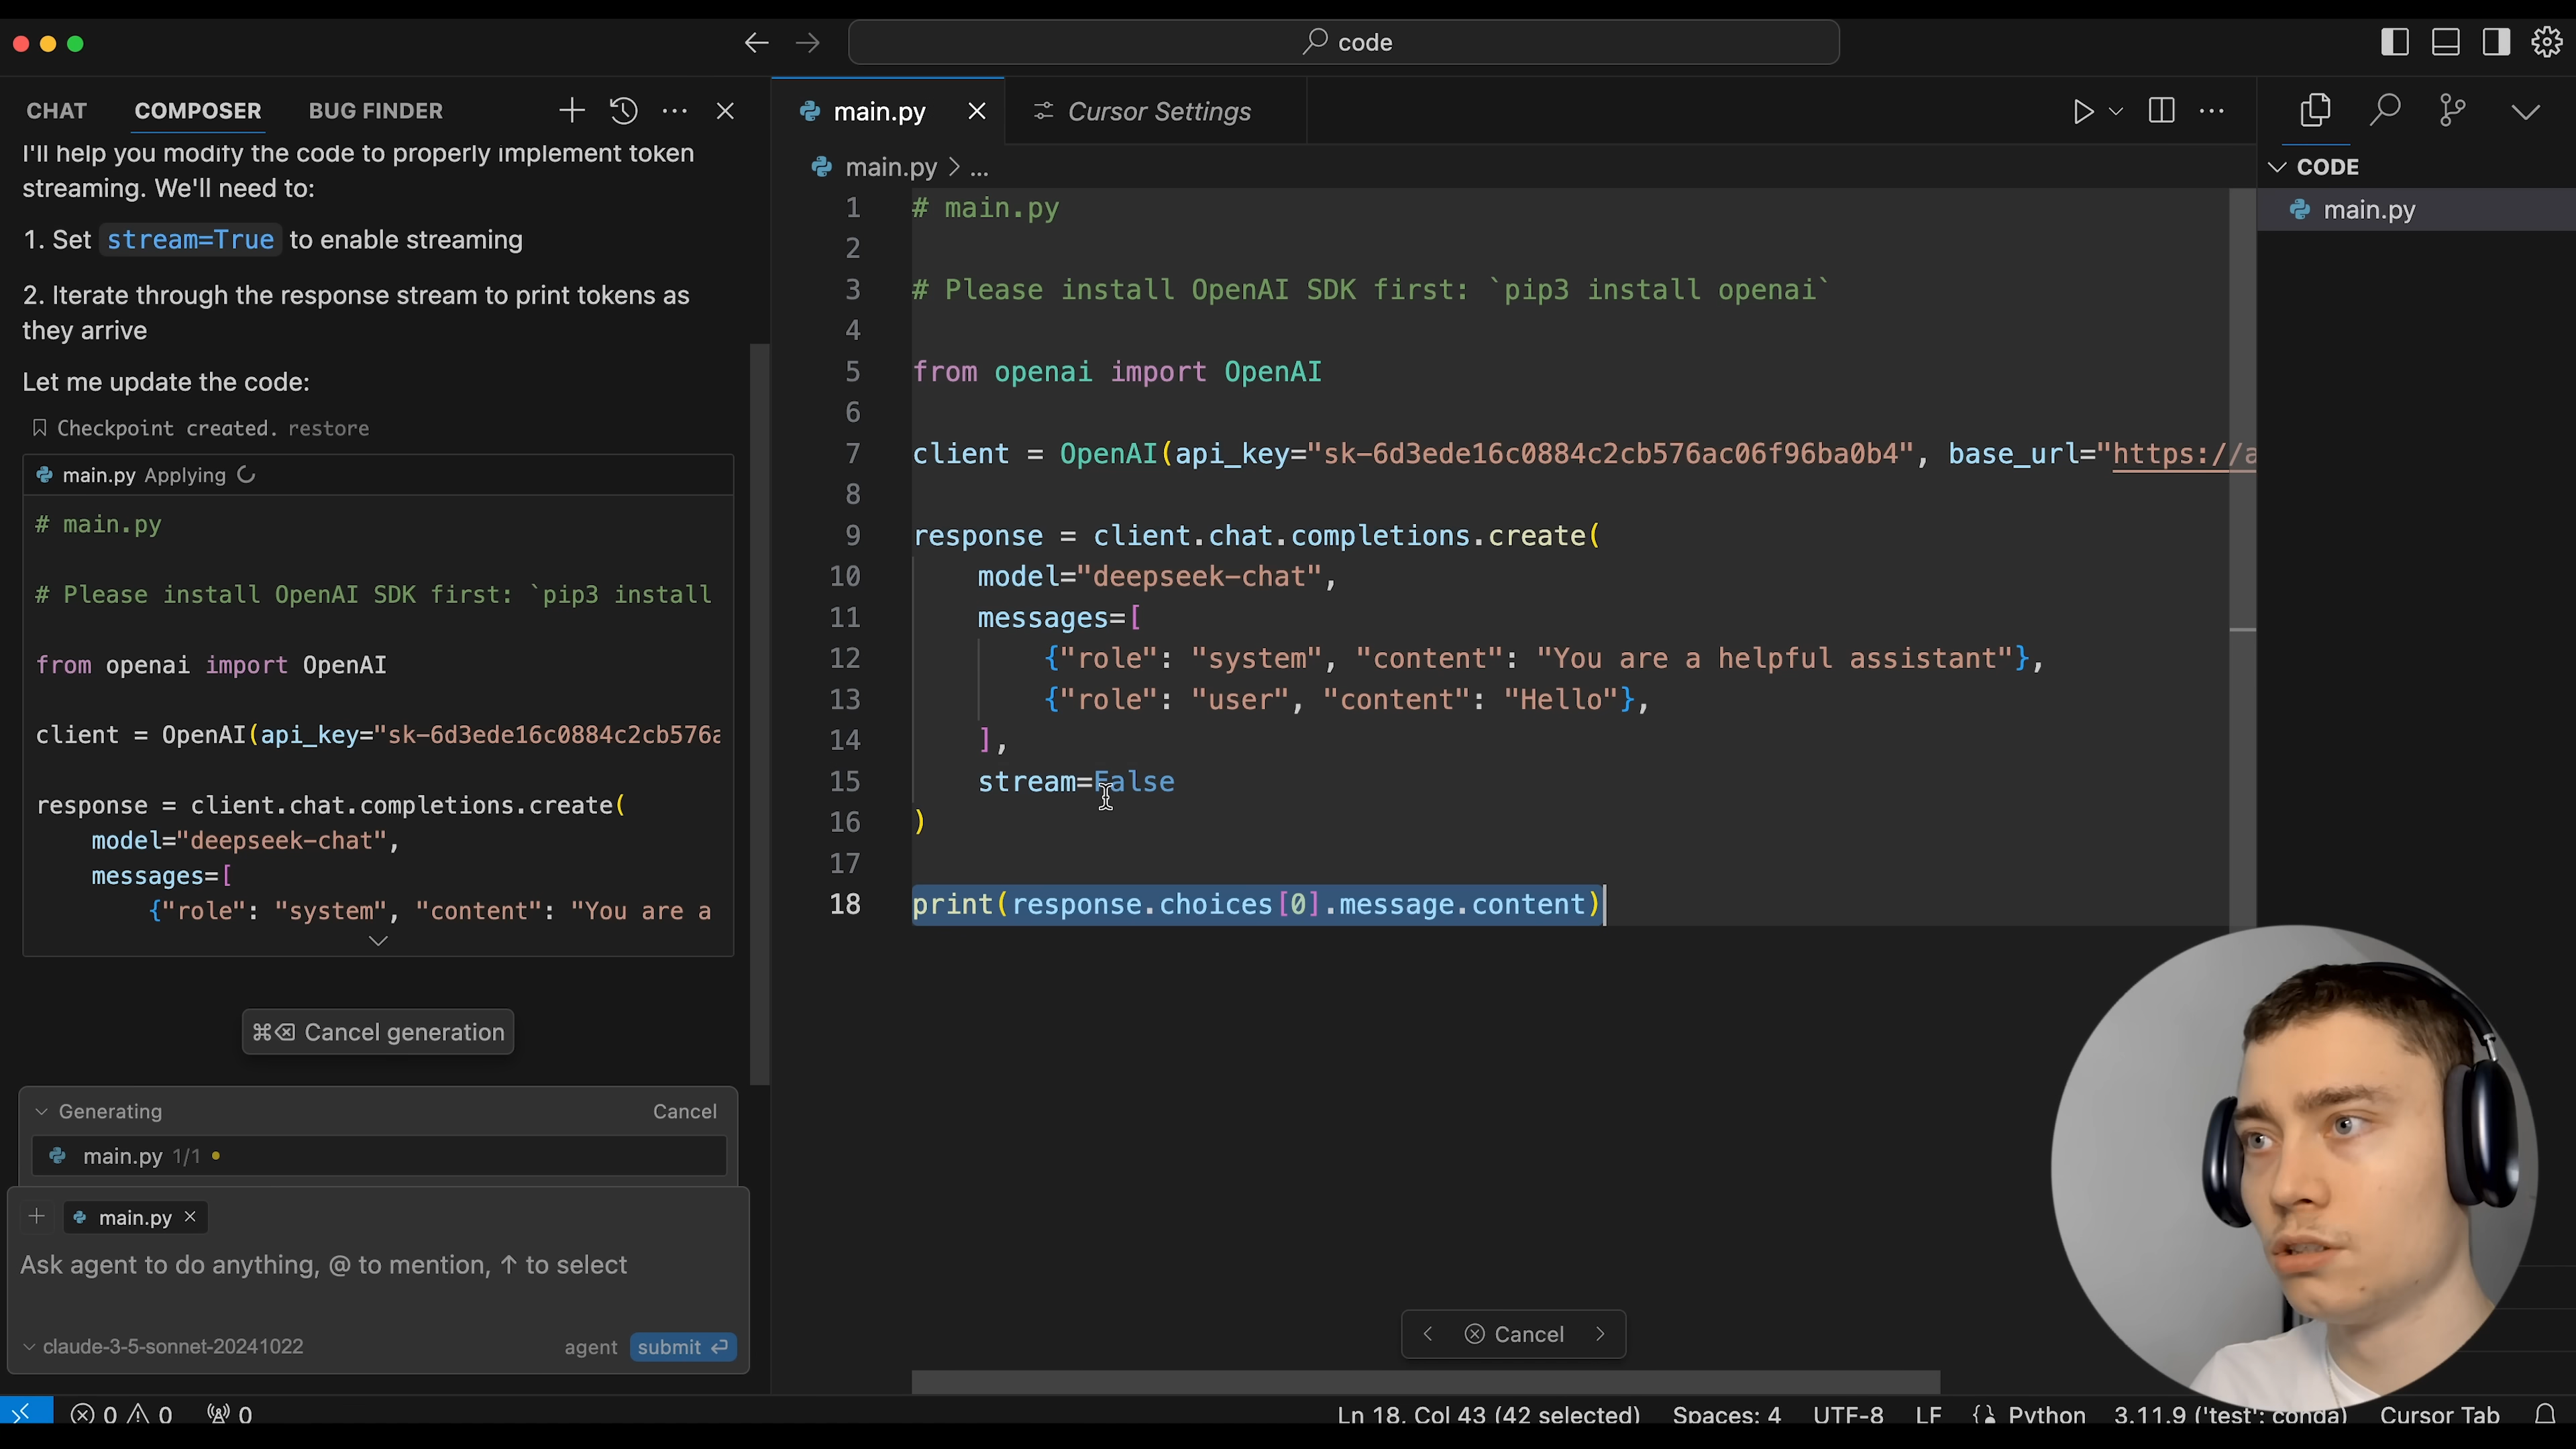 code
CHAT COMPOSER BUG FINDER
I'll help you modify the code to properly implement token
streaming. We'll need to:
1. Set stream=True to enable streaming
2. Iterate through the response stream to print tokens as
they arrive
Let me update the code:
Checkpoint created. restore
main.py Applying
# main.py
# Please install OpenAI SDK first: `pip3 install
from openai import OpenAI
client = OpenAI(api_key="sk-6d3ede16c0884c2cb576a
response = client.chat.completions.create(
model="deepseek-chat",
messages=[
{"role": "system", "content": "You are a
⌘⌫ Cancel generation
Generating Cancel
main.py 1/1
main.py
Ask agent to do anything, @ to mention, ↑ to select
claude-3-5-sonnet-20241022 agent submit
main.py Cursor Settings
main.py > ...
1 # main.py
2
3 # Please install OpenAI SDK first: `pip3 install openai`
4
5 from openai import OpenAI
6
7 client = OpenAI(api_key="sk-6d3ede16c0884c2cb576ac06f96ba0b4", base_url="https://a
8
9 response = client.chat.completions.create(
10 model="deepseek-chat",
11 messages=[
12 {"role": "system", "content": "You are a helpful assistant"},
13 {"role": "user", "content": "Hello"},
14 ],
15 stream=False
16 )
17
18 print(response.choices[0].message.content)
Cancel
CODE
main.py
0 0 0 Ln 18, Col 43 (42 selected) Spaces: 4 UTF-8 LF Python 3.11.9 ('test': conda) Cursor Tab